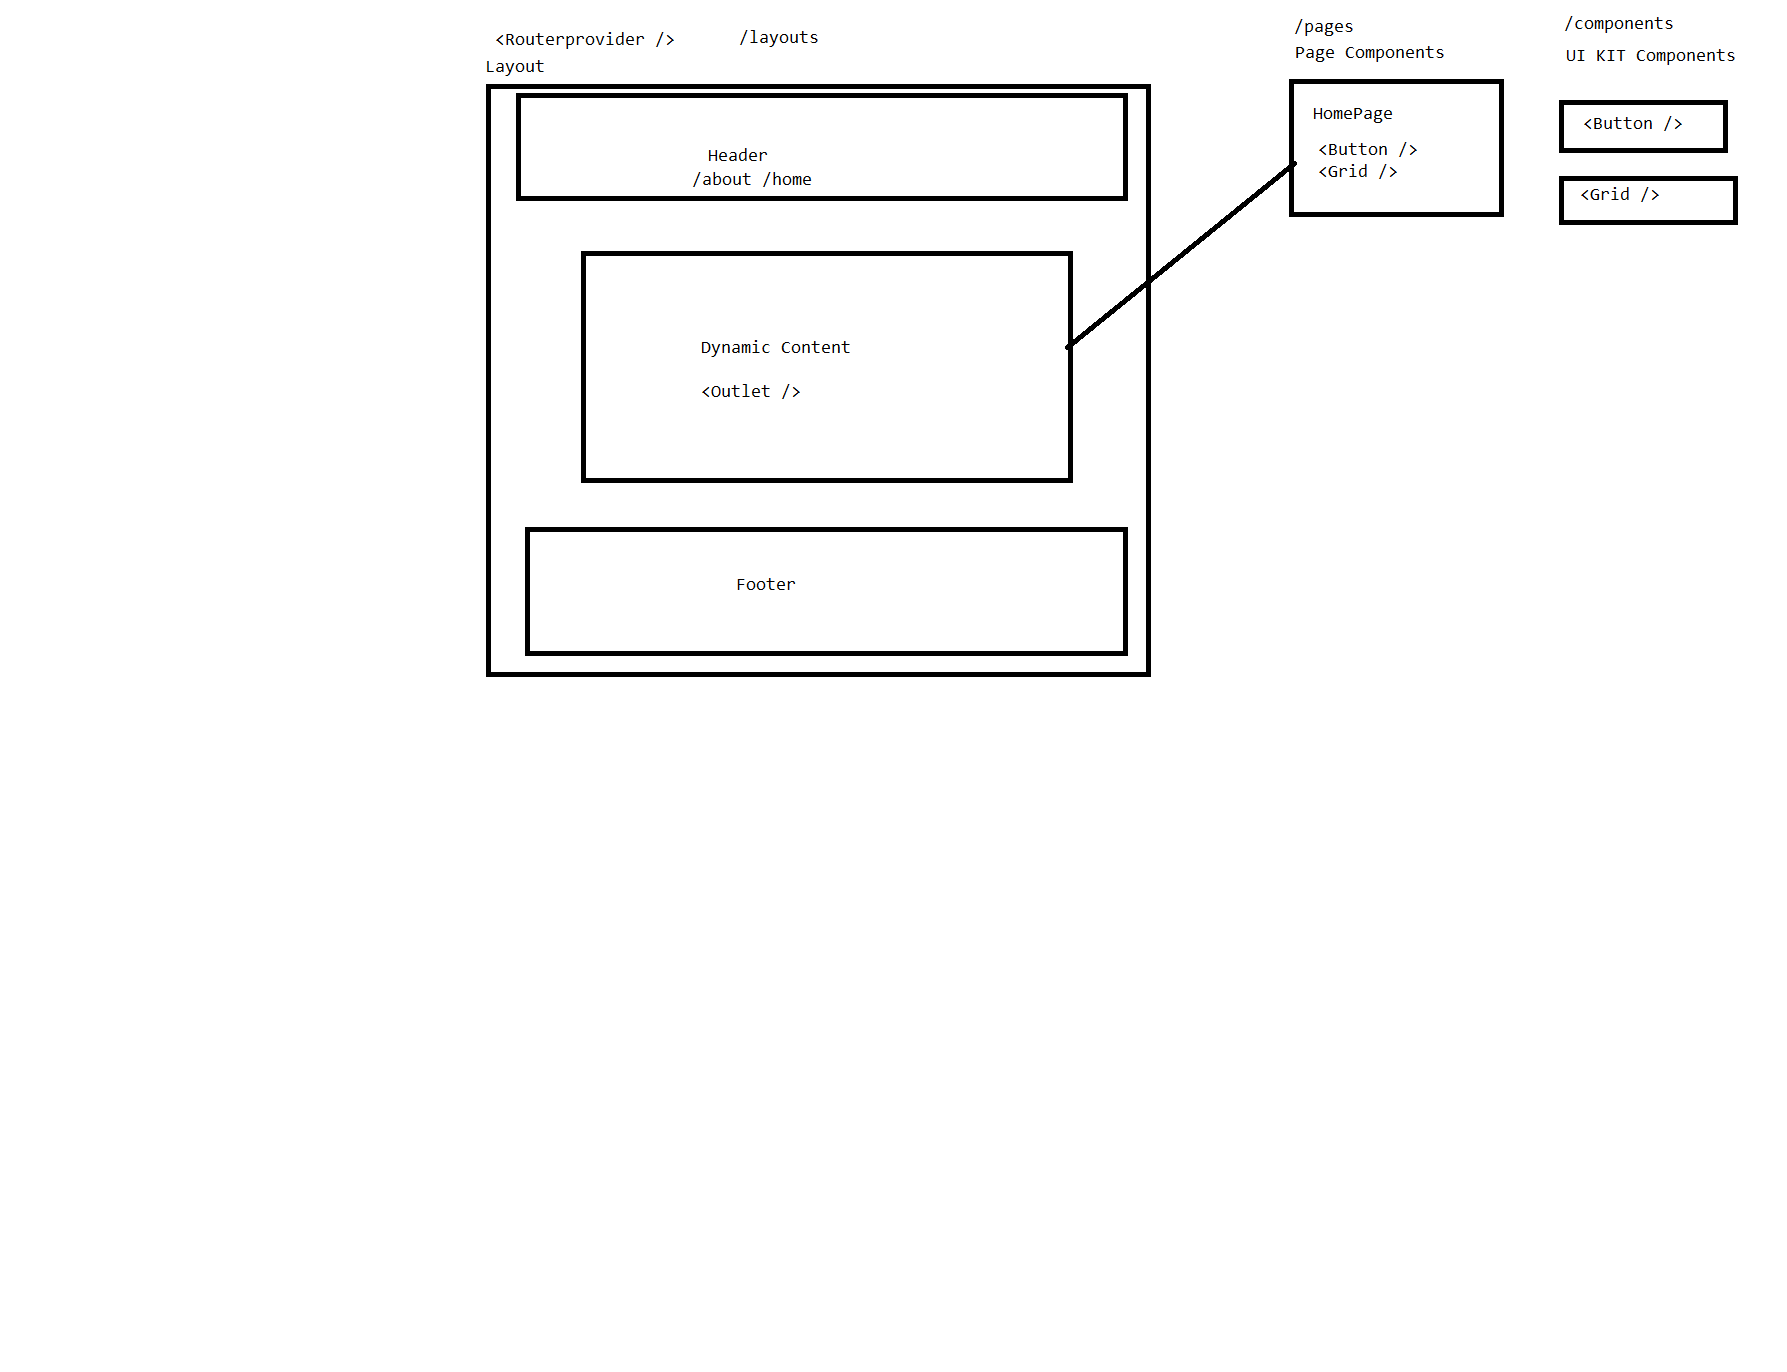 <Routerprovider />
/layouts
Layout
Header
/about /home
Dynamic Content
<Outlet />
Footer
/pages
Page Components
HomePage
<Button />
<Grid />
/components
UI KIT Components
<Button />
<Grid />